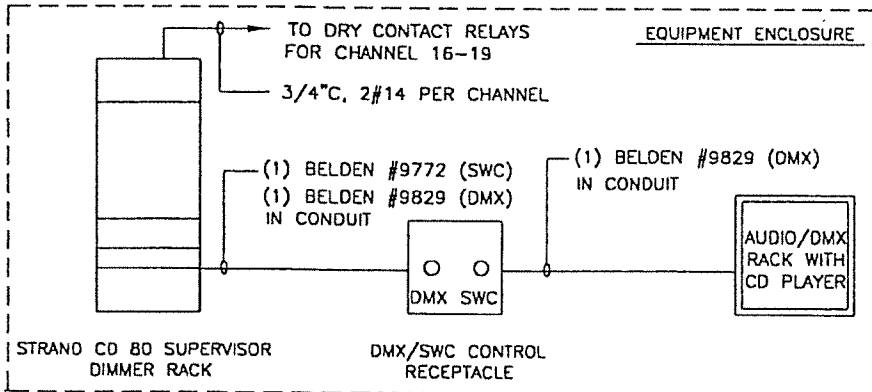 TO DRY CONTACT RELAYS
FOR CHANNEL 16-19
EQUIPMENT ENCLOSURE
3/4"C, 2#14 PER CHANNEL
(1) BELDEN #9772 (SWC)
(1) BELDEN #9829 (DMX)
IN CONDUIT
(1) BELDEN #9829 (DMX)
IN CONDUIT
DMX SWC
AUDIO/DMX
RACK WITH
CD PLAYER
STRAND CD 80 SUPERVISOR
DIMMER RACK
DMX/SWC CONTROL
RECEPTACLE